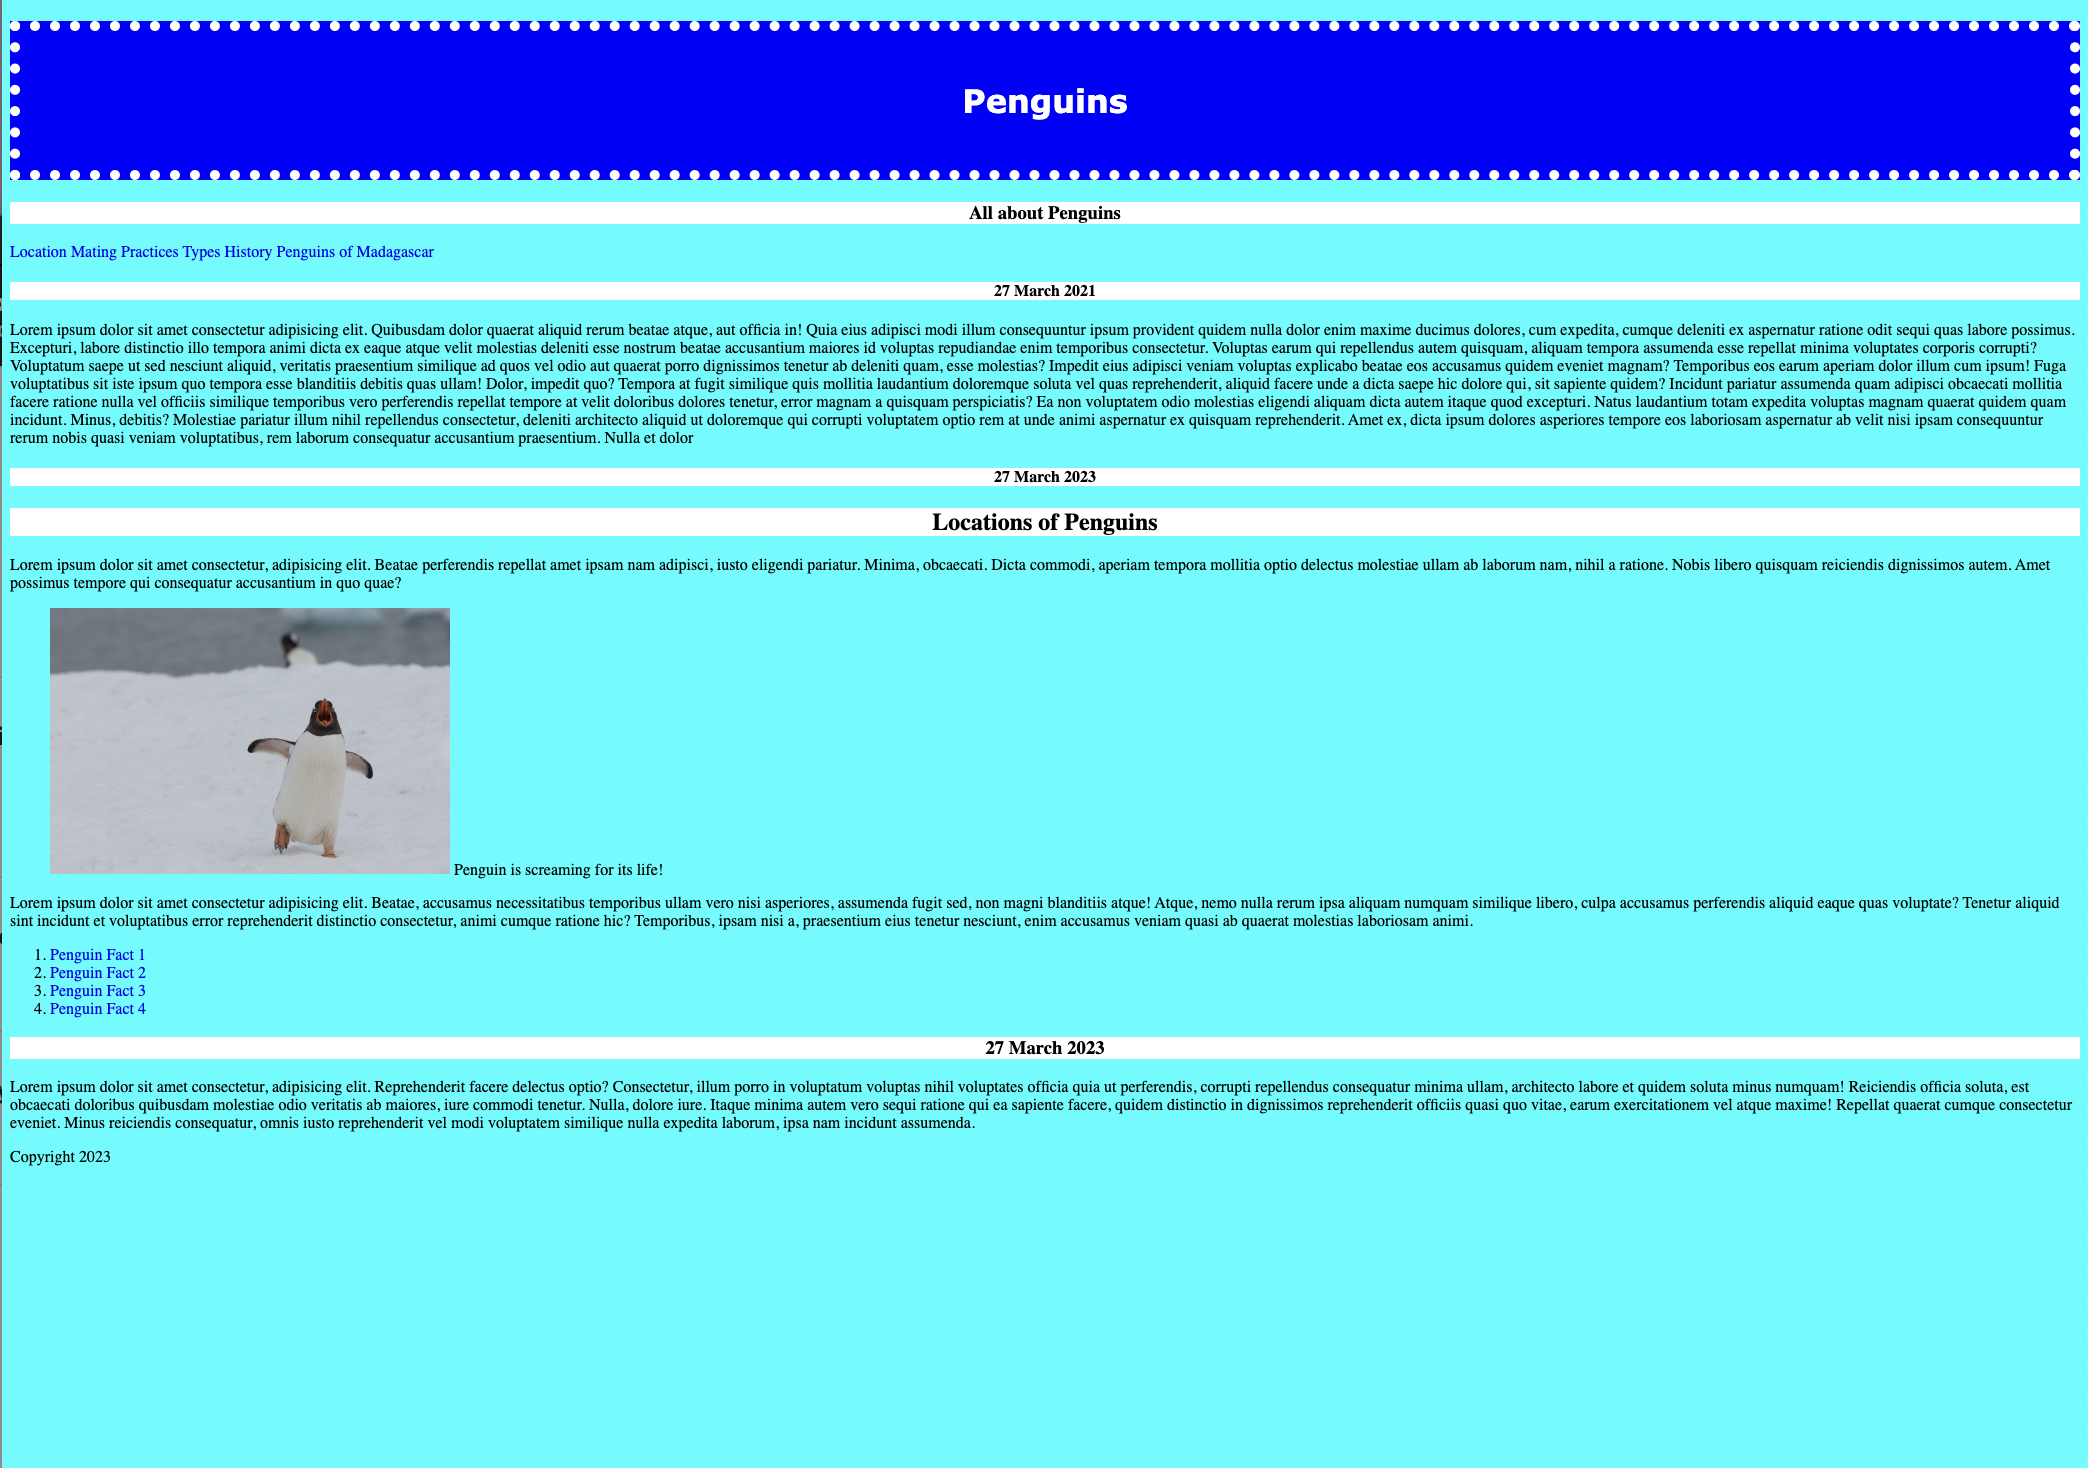 Penguins
All about Penguins
Location Mating Practices Types History Penguins of Madagascar
27 March 2021
Lorem ipsum dolor sit amet consectetur adipisicing elit. Quibusdam dolor quaerat aliquid rerum beatae atque, aut officia in! Quia eius adipisci modi illum consequuntur ipsum provident quidem nulla dolor enim maxime ducimus dolores, cum expedita, cumque deleniti ex aspernatur ratione odit sequi quas labore possimus.
Excepturi, labore distinctio illo tempora animi dicta ex eaque atque velit molestias deleniti esse nostrum beatae accusantium maiores id voluptas repudiandae enim temporibus consectetur. Voluptas earum qui repellendus autem quisquam, aliquam tempora assumenda esse repellat minima voluptates corporis corrupti?
Voluptatum saepe ut sed nesciunt aliquid, veritatis praesentium similique ad quos vel odio aut quaerat porro dignissimos tenetur ab deleniti quam, esse molestias? Impedit eius adipisci veniam voluptas explicabo beatae eos accusamus quidem eveniet magnam? Temporibus eos earum aperiam dolor illum cum ipsum! Fuga
voluptatibus sit iste ipsum quo tempora esse blanditiis debitis quas ullam! Dolor, impedit quo? Tempora at fugit similique quis mollitia laudantium doloremque soluta vel quas reprehenderit, aliquid facere unde a dicta saepe hic dolore qui, sit sapiente quidem? Incidunt pariatur assumenda quam adipisci obcaecati mollitia
facere ratione nulla vel officiis similique temporibus vero perferendis repellat tempore at velit doloribus dolores tenetur, error magnam a quisquam perspiciatis? Ea non voluptatem odio molestias eligendi aliquam dicta autem itaque quod excepturi. Natus laudantium totam expedita voluptas magnam quaerat quidem quam
incidunt. Minus, debitis? Molestiae pariatur illum nihil repellendus consectetur, deleniti architecto aliquid ut doloremque qui corrupti voluptatem optio rem at unde animi aspernatur ex quisquam reprehenderit. Amet ex, dicta ipsum dolores asperiores tempore eos laboriosam aspernatur ab velit nisi ipsam consequuntur
rerum nobis quasi veniam voluptatibus, rem laborum consequatur accusantium praesentium. Nulla et dolor
27 March 2023
Locations of Penguins
Lorem ipsum dolor sit amet consectetur, adipisicing elit. Beatae perferendis repellat amet ipsam nam adipisci, iusto eligendi pariatur. Minima, obcaecati. Dicta commodi, aperiam tempora mollitia optio delectus molestiae ullam ab laborum nam, nihil a ratione. Nobis libero quisquam reiciendis dignissimos autem. Amet
possimus tempore qui consequatur accusantium in quo quae?
Penguin is screaming for its life!
Lorem ipsum dolor sit amet consectetur adipisicing elit. Beatae, accusamus necessitatibus temporibus ullam vero nisi asperiores, assumenda fugit sed, non magni blanditiis atque! Atque, nemo nulla rerum ipsa aliquam numquam similique libero, culpa accusamus perferendis aliquid eaque quas voluptate? Tenetur aliquid
sint incidunt et voluptatibus error reprehenderit distinctio consectetur, animi cumque ratione hic? Temporibus, ipsam nisi a, praesentium eius tenetur nesciunt, enim accusamus veniam quasi ab quaerat molestias laboriosam animi.
1. Penguin Fact 1
2. Penguin Fact 2
3. Penguin Fact 3
4. Penguin Fact 4
27 March 2023
Lorem ipsum dolor sit amet consectetur, adipisicing elit. Reprehenderit facere delectus optio? Consectetur, illum porro in voluptatum voluptas nihil voluptates officia quia ut perferendis, corrupti repellendus consequatur minima ullam, architecto labore et quidem soluta minus numquam! Reiciendis officia soluta, est
obcaecati doloribus quibusdam molestiae odio veritatis ab maiores, iure commodi tenetur. Nulla, dolore iure. Itaque minima autem vero sequi ratione qui ea sapiente facere, quidem distinctio in dignissimos reprehenderit officiis quasi quo vitae, earum exercitationem vel atque maxime! Repellat quaerat cumque consectetur
eveniet. Minus reiciendis consequatur, omnis iusto reprehenderit vel modi voluptatem similique nulla expedita laborum, ipsa nam incidunt assumenda.
Copyright 2023